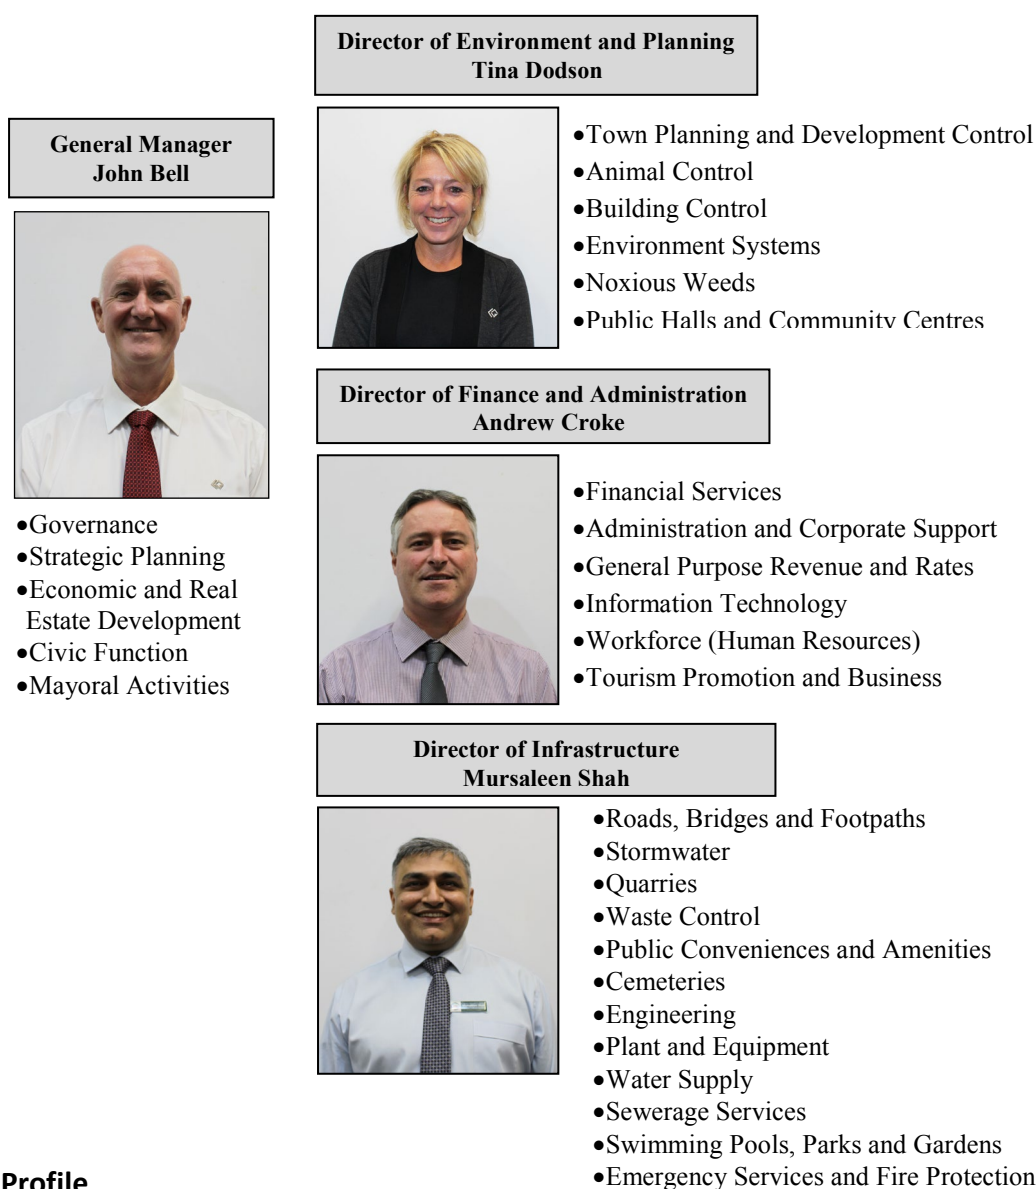 General Manager
John Bell
•Governance
•Strategic Planning
•Economic and Real
Estate Development
•Civic Function
•Mayoral Activities
Director of Environment and Planning
Tina Dodson
•Town Planning and Development Control
•Animal Control
•Building Control
•Environment Systems
•Noxious Weeds
•Public Halls and Community Centres
Director of Finance and Administration
Andrew Croke
•Financial Services
•Administration and Corporate Support
•General Purpose Revenue and Rates
•Information Technology
•Workforce (Human Resources)
•Tourism Promotion and Business
Director of Infrastructure
Mursaleen Shah
•Roads, Bridges and Footpaths
•Stormwater
•Quarries
•Waste Control
•Public Conveniences and Amenities
•Cemeteries
•Engineering
•Plant and Equipment
•Water Supply
•Sewerage Services
•Swimming Pools, Parks and Gardens
•Emergency Services and Fire Protection
Profile